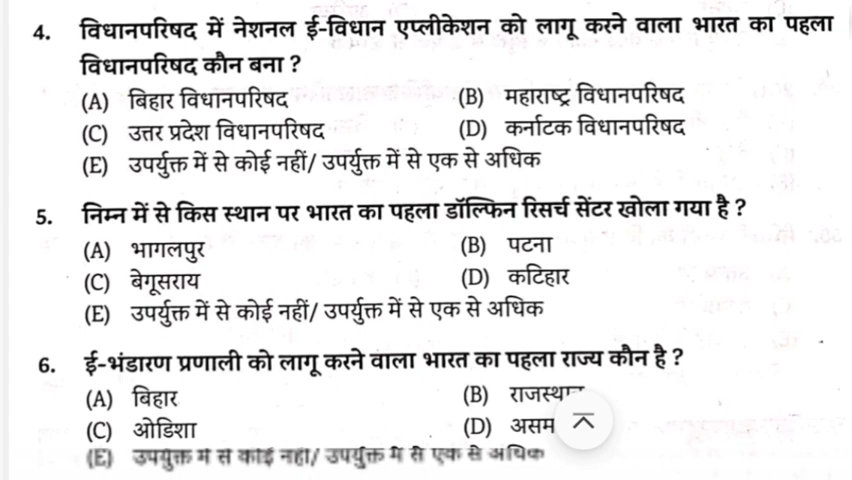 4. विधानपरिषद में नेशनल ई-विधान एप्लीकेशन को लागू करने वाला भारत का पहला
विधानपरिषद कौन बना ?
(A) बिहार विधानपरिषद (B) महाराष्ट्र विधानपरिषद
(C) उत्तर प्रदेश विधानपरिषद (D) कर्नाटक विधानपरिषद
(E) उपर्युक्त में से कोई नहीं/ उपर्युक्त में से एक से अधिक
5. निम्न में से किस स्थान पर भारत का पहला डॉल्फिन रिसर्च सेंटर खोला गया है ?
(A) भागलपुर (B) पटना
(C) बेगूसराय (D) कटिहार
(E) उपर्युक्त में से कोई नहीं/ उपर्युक्त में से एक से अधिक
6. ई-भंडारण प्रणाली को लागू करने वाला भारत का पहला राज्य कौन है ?
(A) बिहार (B) राजस्थान
(C) ओडिशा (D) असम
(E) उपर्युक्त में से कोई नहीं/ उपर्युक्त में से एक से अधिक